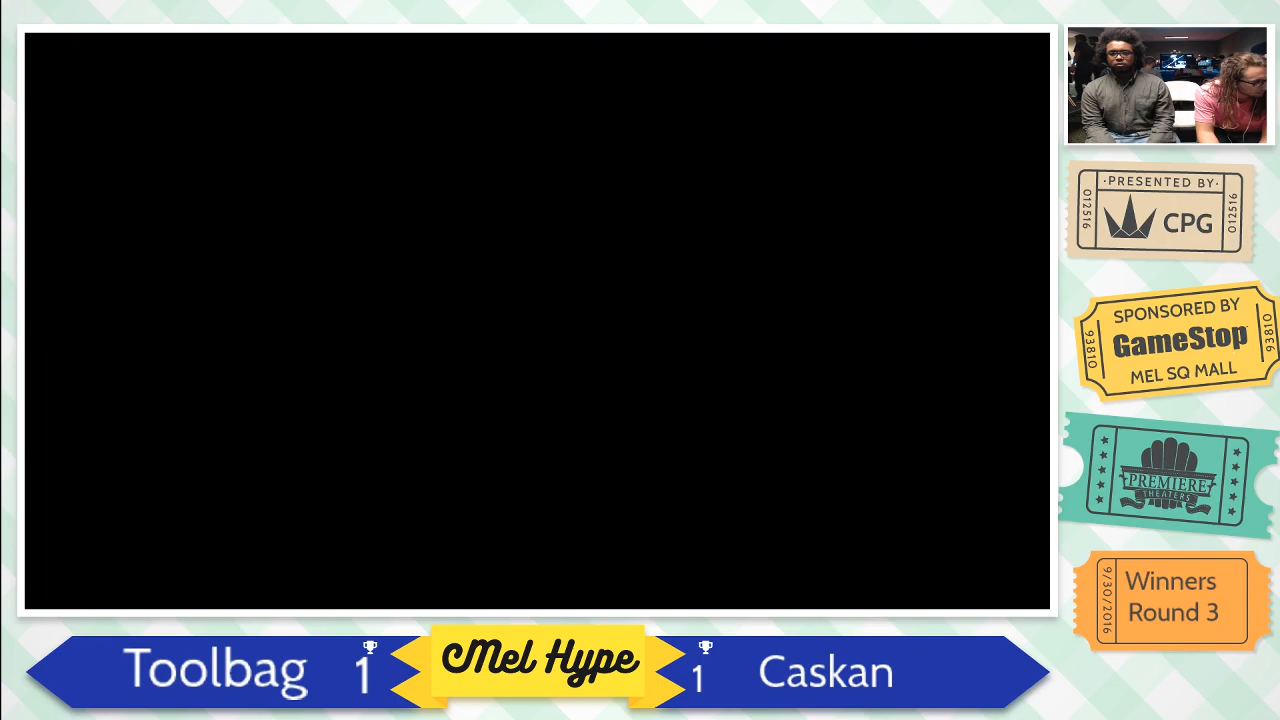 ·PRESENTED BY·
012516
CPG
012516
SPONSORED BY
93810
GameStop
93810
MEL SQ MALL
PREMIERE
THEATERS
9/30/2016
Winners
Round 3
Toolbag
1
Mel Hype
1
Caskan